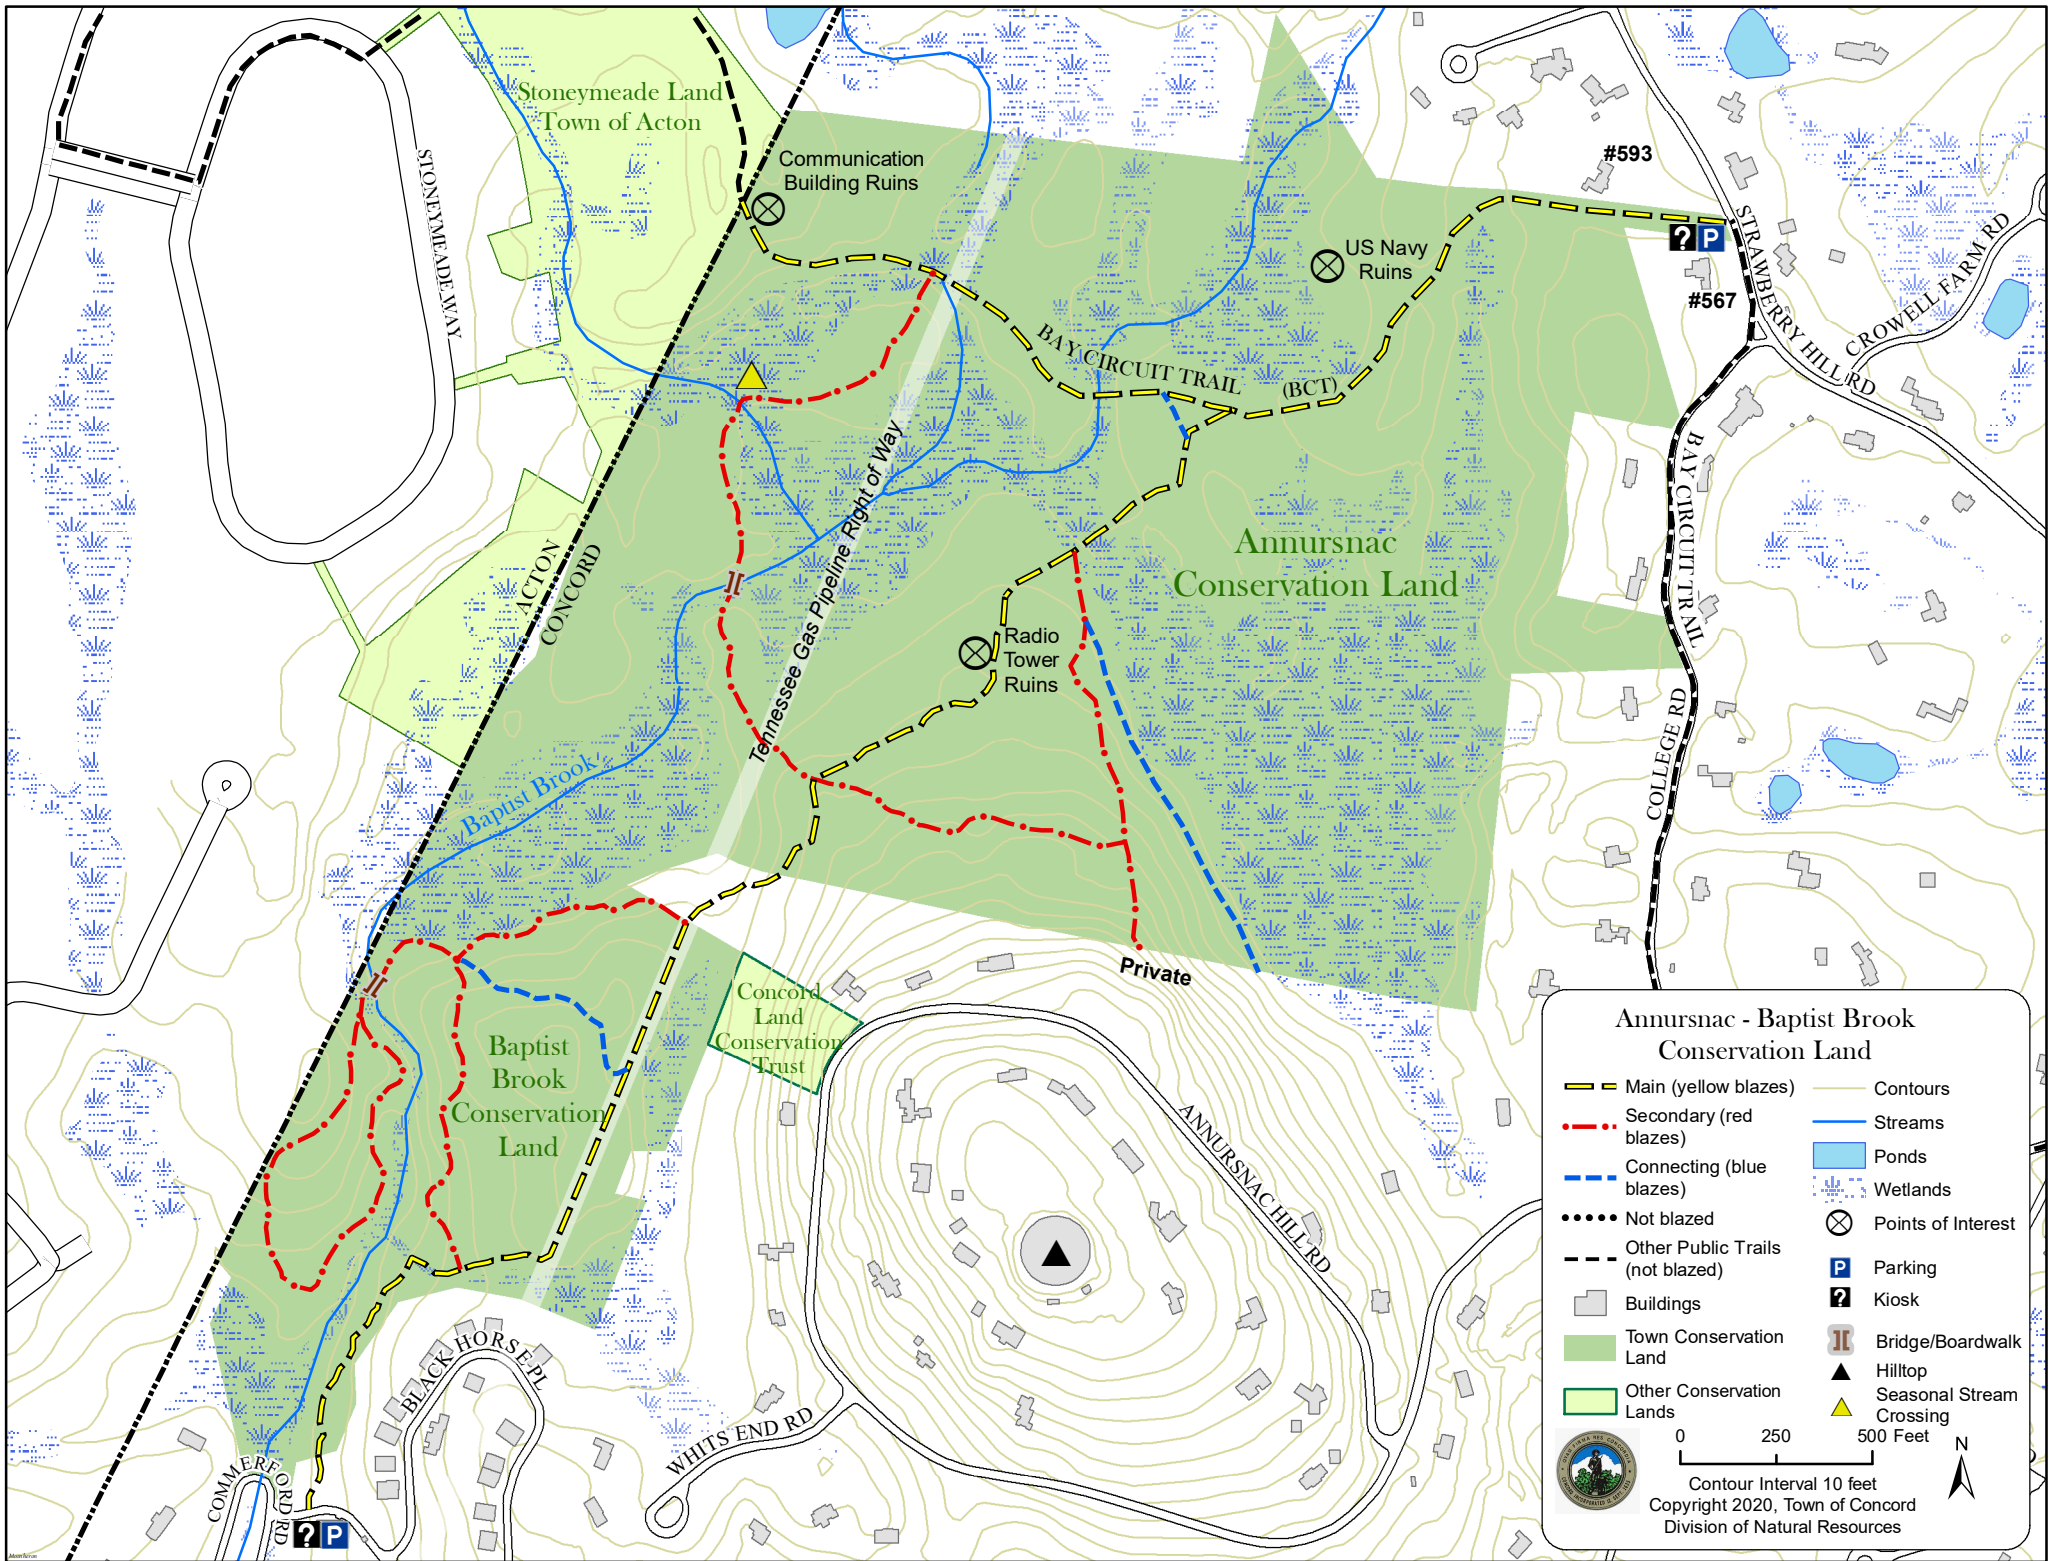 Stoneymeade Land
Town of Acton
STONEYMEADE WAY
Communication
Building Ruins
#593
US Navy
Ruins
#567
STRAWBERRY HILL RD
CROWELL FARM RD
BAY CIRCUIT TRAIL
(BCT)
BAY CIRCUIT TRAIL
Tennessee Gas Pipeline Right of Way
ACTON
CONCORD
Annursnac
Conservation Land
Radio
Tower
Ruins
COLLEGE RD
Baptist Brook
Private
Concord
Land
Conservation
Trust
Baptist
Brook
Conservation
Land
ANNURSNAC HILL RD
BLACK HORSE PL
WHITS END RD
COMMERFORD RD
? P
? P
Annursnac - Baptist Brook
Conservation Land
Main (yellow blazes)
Secondary (red
blazes)
Connecting (blue
blazes)
Not blazed
Other Public Trails
(not blazed)
Buildings
Town Conservation
Land
Other Conservation
Lands
Contours
Streams
Ponds
Wetlands
Points of Interest
P Parking
? Kiosk
Bridge/Boardwalk
Hilltop
Seasonal Stream
Crossing
0 250 500 Feet
N
Contour Interval 10 feet
Copyright 2020, Town of Concord
Division of Natural Resources